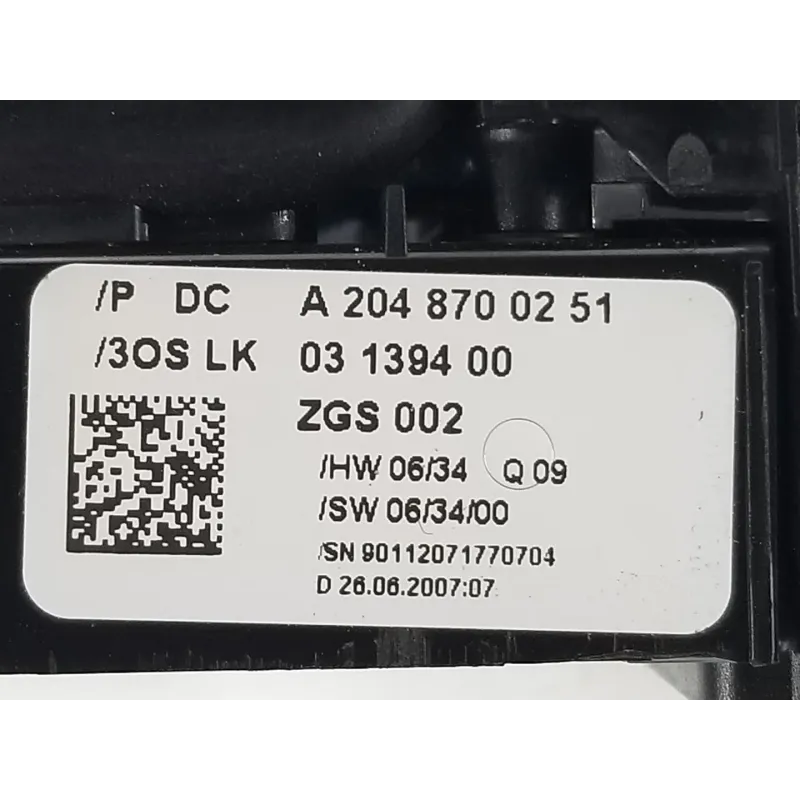 /P DC A 204 870 02 51
/3OS LK 03 1394 00
ZGS 002
/HW 06/34 Q 09
/SW 06/34/00
/SN 90112071770704
D 26.06.2007:07